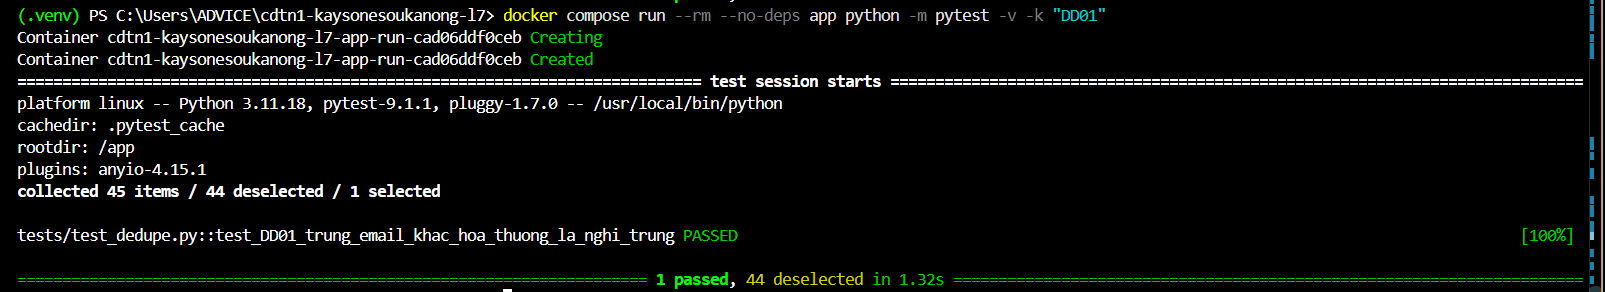 (.venv) PS C:\Users\ADVICE\cdtn1-kaysonesoukanong-l7> docker compose run --rm --no-deps app python -m pytest -v -k "DD01"
Container cdtn1-kaysonesoukanong-l7-app-run-cad06ddf0ceb Creating
Container cdtn1-kaysonesoukanong-l7-app-run-cad06ddf0ceb Created
============================================================================ test session starts =============================================================================
platform linux -- Python 3.11.18, pytest-9.1.1, pluggy-1.7.0 -- /usr/local/bin/python
cachedir: .pytest_cache
rootdir: /app
plugins: anyio-4.15.1
collected 45 items / 44 deselected / 1 selected
tests/test_dedupe.py::test_DD01_trung_email_khac_hoa_thuong_la_nghi_trung PASSED [100%]
====================================================================== 1 passed, 44 deselected in 1.32s ======================================================================